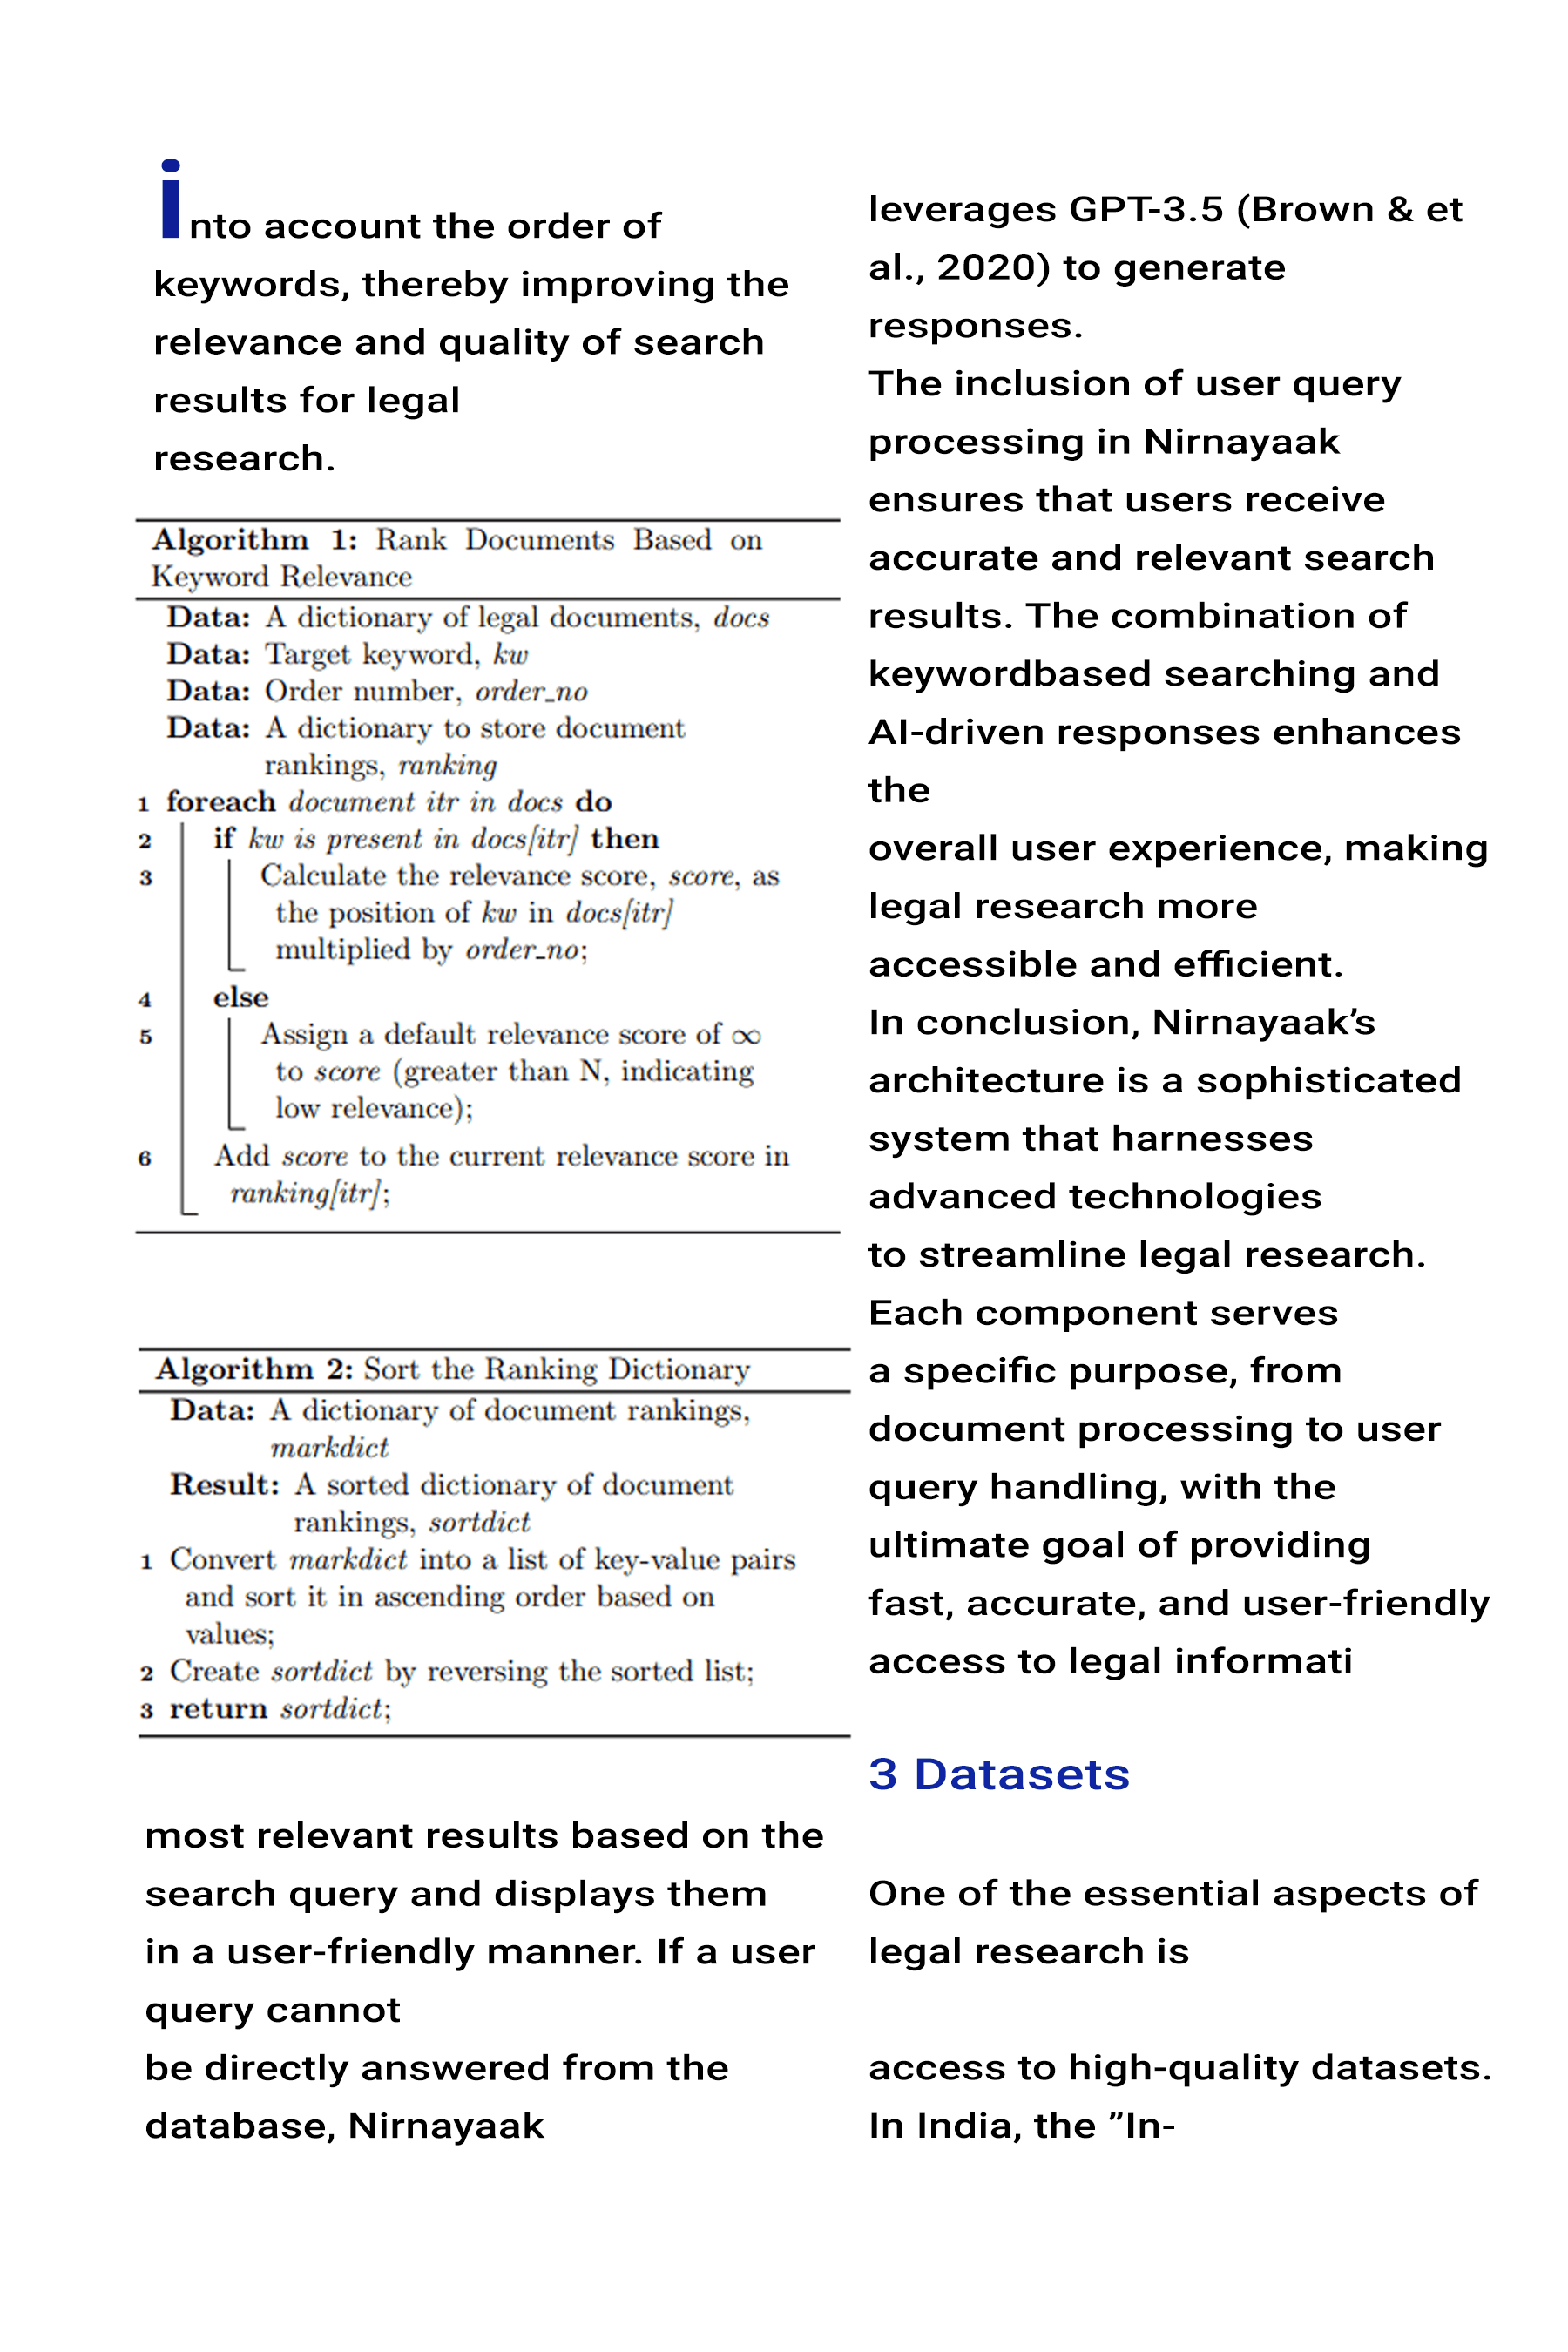 into account the order of
keywords, thereby improving the
relevance and quality of search
results for legal
research.
Algorithm 1: Rank Documents Based on
Keyword Relevance
Data: A dictionary of legal documents, docs
Data: Target keyword, kw
Data: Order number, order_no
Data: A dictionary to store document
rankings, ranking
1 foreach document itr in docs do
2 if kw is present in docs[itr] then
3 Calculate the relevance score, score, as
the position of kw in docs[itr]
multiplied by order_no;
4 else
5 Assign a default relevance score of ∞
to score (greater than N, indicating
low relevance);
6 Add score to the current relevance score in
ranking[itr];
Algorithm 2: Sort the Ranking Dictionary
Data: A dictionary of document rankings,
markdict
Result: A sorted dictionary of document
rankings, sortdict
1 Convert markdict into a list of key-value pairs
and sort it in ascending order based on
values;
2 Create sortdict by reversing the sorted list;
3 return sortdict;
most relevant results based on the
search query and displays them
in a user-friendly manner. If a user
query cannot
be directly answered from the
database, Nirnayaak
leverages GPT-3.5 (Brown & et
al., 2020) to generate
responses.
The inclusion of user query
processing in Nirnayaak
ensures that users receive
accurate and relevant search
results. The combination of
keywordbased searching and
AI-driven responses enhances
the
overall user experience, making
legal research more
accessible and efficient.
In conclusion, Nirnayaak’s
architecture is a sophisticated
system that harnesses
advanced technologies
to streamline legal research.
Each component serves
a specific purpose, from
document processing to user
query handling, with the
ultimate goal of providing
fast, accurate, and user-friendly
access to legal informati
3 Datasets
One of the essential aspects of
legal research is
access to high-quality datasets.
In India, the ”In-